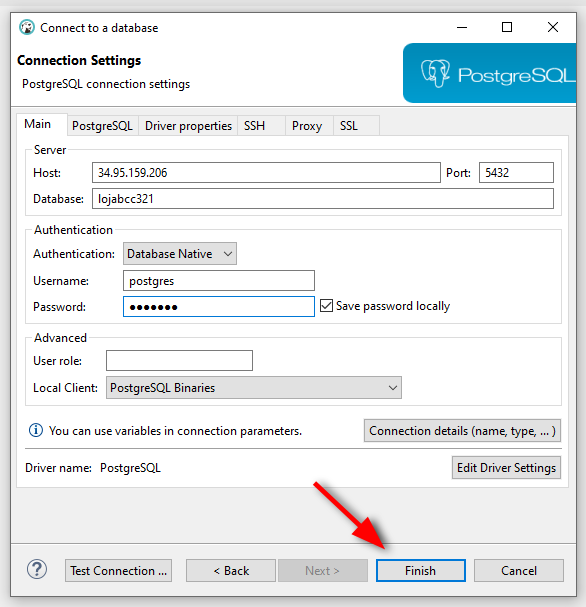 Connect to a database
Connection Settings
PostgreSQL connection settings
PostgreSQL
Main PostgreSQL Driver properties SSH Proxy SSL
Server
Host: 34.95.159.206 Port: 5432
Database: lojabcc321
Authentication
Authentication: Database Native
Username: postgres
Password: ●●●●●●● Save password locally
Advanced
User role:
Local Client: PostgreSQL Binaries
You can use variables in connection parameters. Connection details (name, type, ... )
Driver name: PostgreSQL Edit Driver Settings
? Test Connection ... < Back Next > Finish Cancel